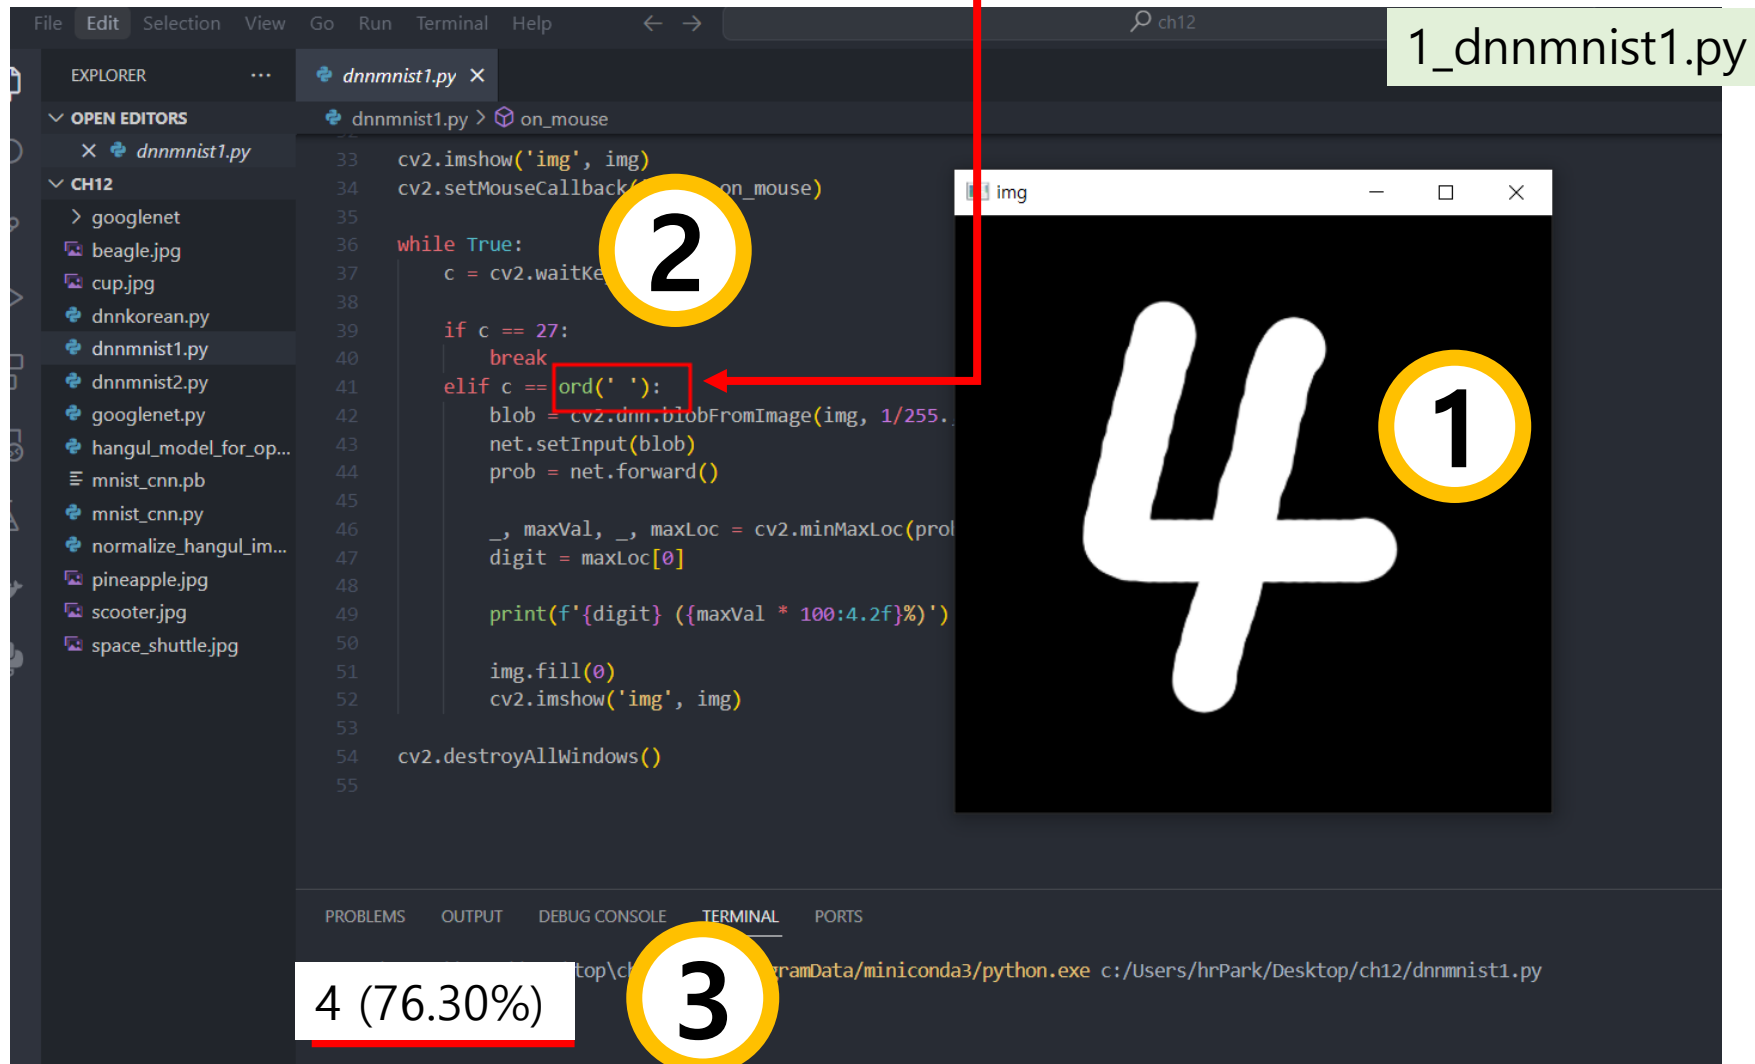 File Edit Selection View Go Run Terminal Help ← → ch12
1_dnnmnist1.py
EXPLORER ...
dnnmnist1.py ×
OPEN EDITORS
× dnnmnist1.py
CH12
> googlenet
beagle.jpg
cup.jpg
dnnkorean.py
dnnmnist1.py
dnnmnist2.py
googlenet.py
hangul_model_for_op...
mnist_cnn.pb
mnist_cnn.py
normalize_hangul_im...
pineapple.jpg
scooter.jpg
space_shuttle.jpg
dnnmnist1.py > on_mouse
33 cv2.imshow('img', img)
34 cv2.setMouseCallback( on_mouse)
35
36 while True:
37 c = cv2.waitKe
38
39 if c == 27:
40 break
41 elif c == ord(' '):
42 blob = cv2.dnn.blobFromImage(img, 1/255.
43 net.setInput(blob)
44 prob = net.forward()
45
46 _, maxVal, _, maxLoc = cv2.minMaxLoc(pro
47 digit = maxLoc[0]
48
49 print(f'{digit} ({maxVal * 100:4.2f}%)')
50
51 img.fill(0)
52 cv2.imshow('img', img)
53
54 cv2.destroyAllWindows()
55
2
img
4
1
PROBLEMS OUTPUT DEBUG CONSOLE TERMINAL PORTS
top\c gramData/miniconda3/python.exe c:/Users/hrPark/Desktop/ch12/dnnmnist1.py
4 (76.30%)
3